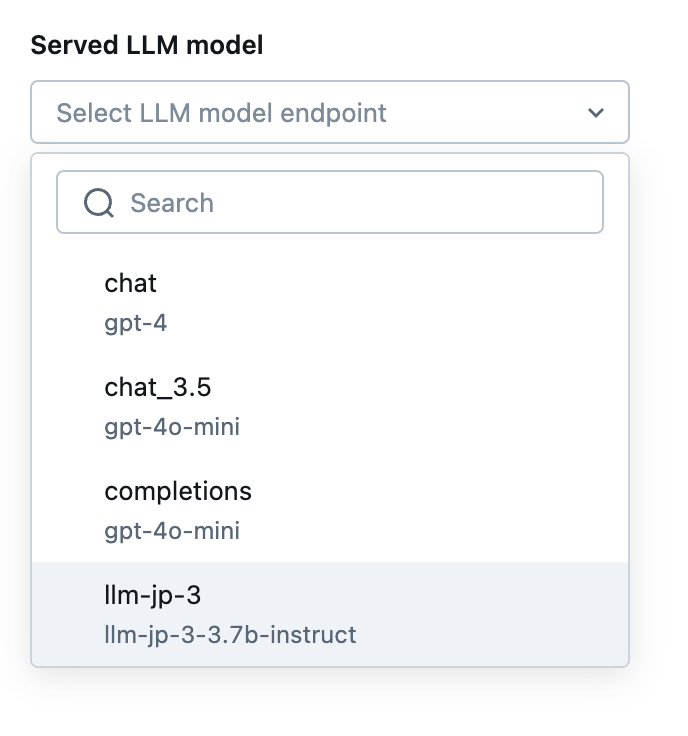 Served LLM model
Select LLM model endpoint
Search
chat
gpt-4
chat_3.5
gpt-4o-mini
completions
gpt-4o-mini
llm-jp-3
llm-jp-3-3.7b-instruct